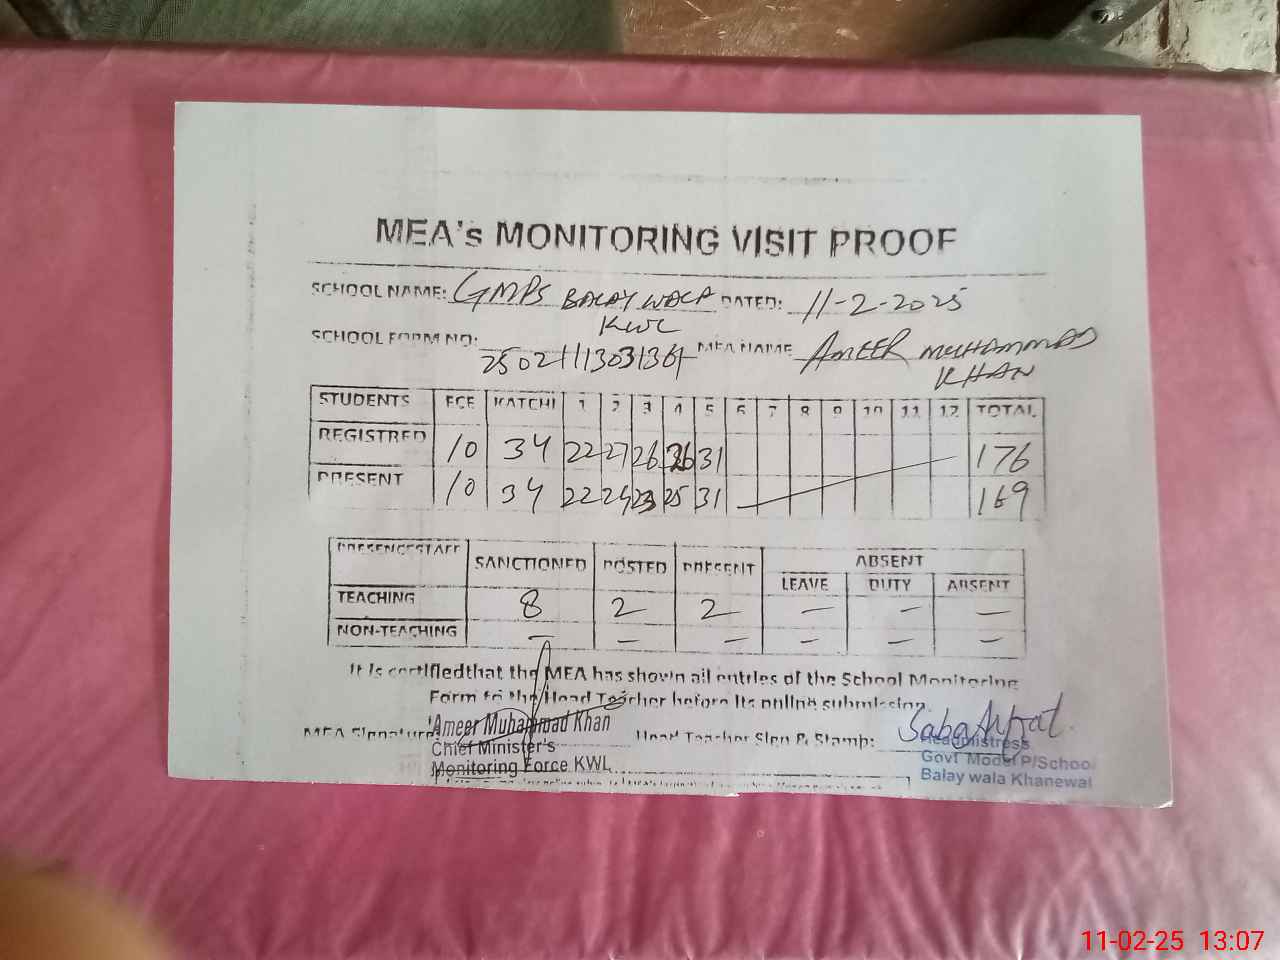 MEA's MONITORING VISIT PROOF
SCHOOL NAME: GMPS BALAY WALA KWL DATED: 11-2-2025
SCHOOL FORM NO: MEA NAME AMEER MUHAMMAD KHAN
STUDENTS ECE KATCHI 1 2 3 4 5 6 7 8 9 10 11 12 TOTAL
REGISTRED 10 34 22 27 26 26 31 176
PRESENT 10 34 22 24 23 25 31 169
PRESENCE STAFF SANCTIONED POSTED PRESENT ABSENT
LEAVE DUTY ABSENT
TEACHING 8 2 2 — — —
NON-TEACHING — — — — — —
It is certified that the MEA has shown all entries of the School Monitoring
Form to the Head Teacher before its online submission.
MEA Signature: Head Teacher Sign & Stamp: Saba Afzal
Ameer Muhammad Khan
Chief Minister's
Monitoring Force KWL
Headmistress
Govt Model P/School
Balay wala Khanewal
11-02-25 13:07